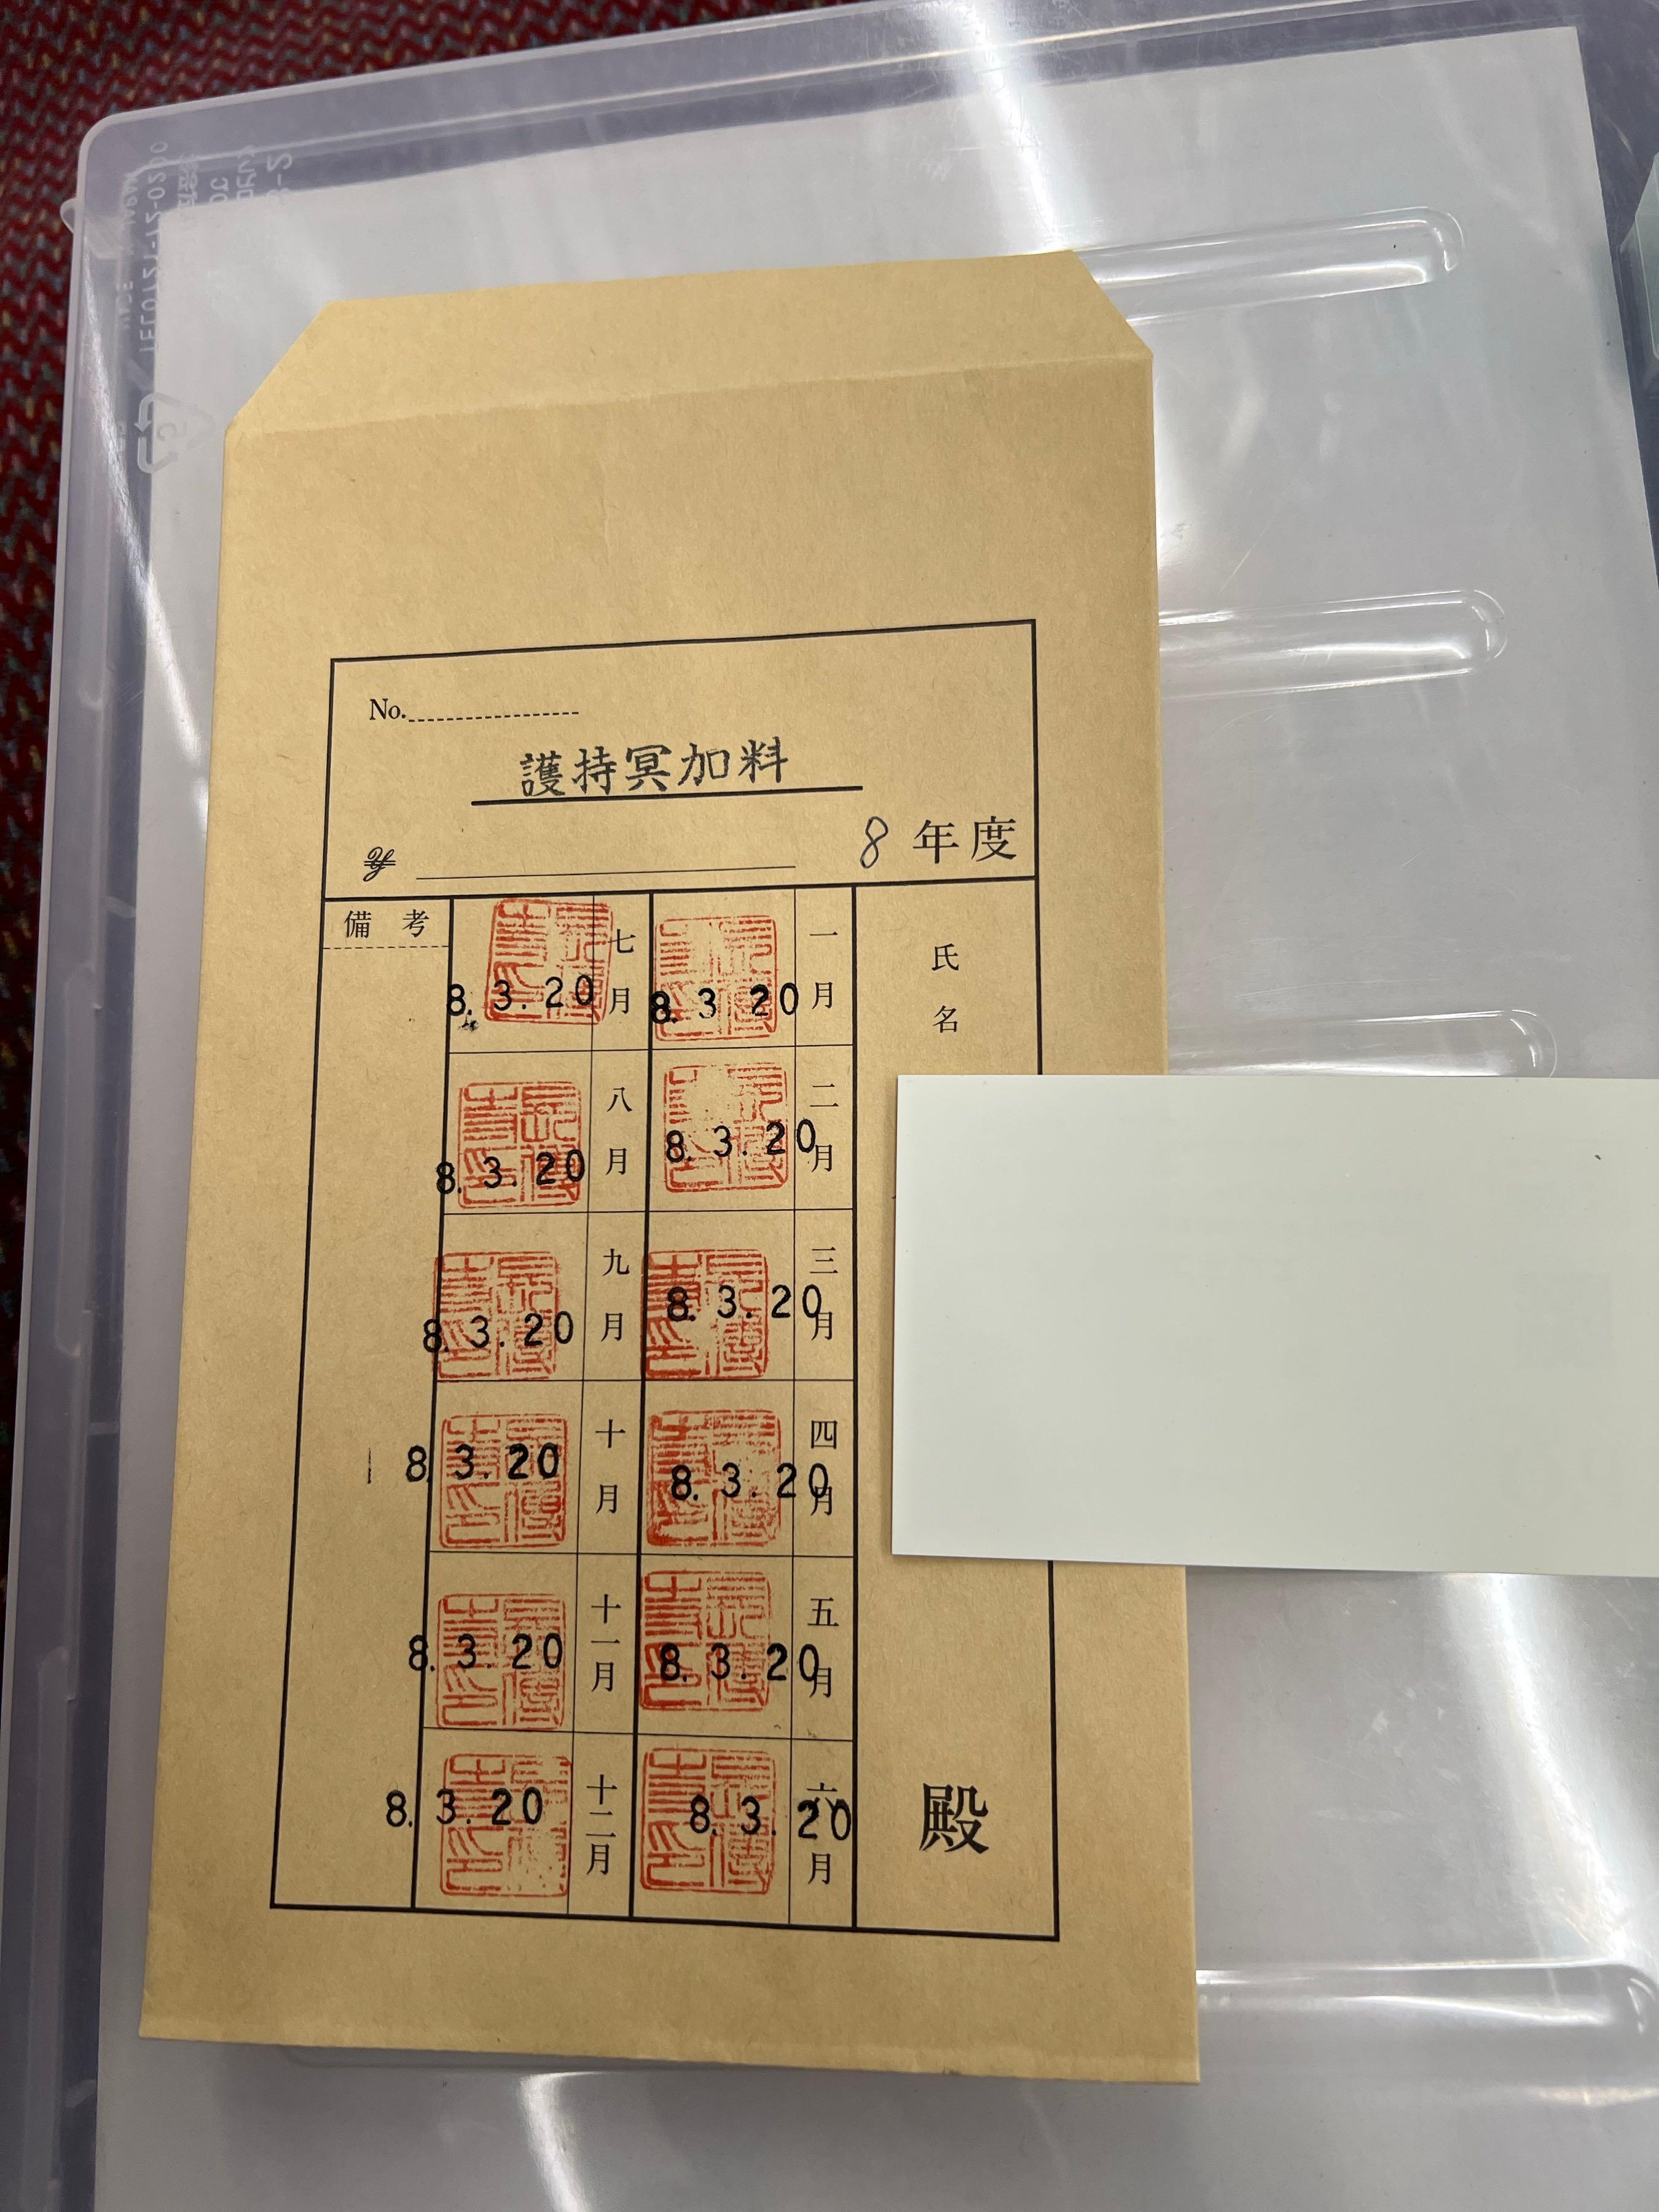 No.
護持冥加料
¥
8年度
氏名
殿
一月
8. 3. 20
二月
8. 3. 20
三月
8. 3. 20
四月
8. 3. 20
五月
8. 3. 20
六月
8. 3. 20
七月
8. 3. 20
八月
8. 3. 20
九月
8. 3. 20
十月
8. 3. 20
十一月
8. 3. 20
十二月
8. 3. 20
備考